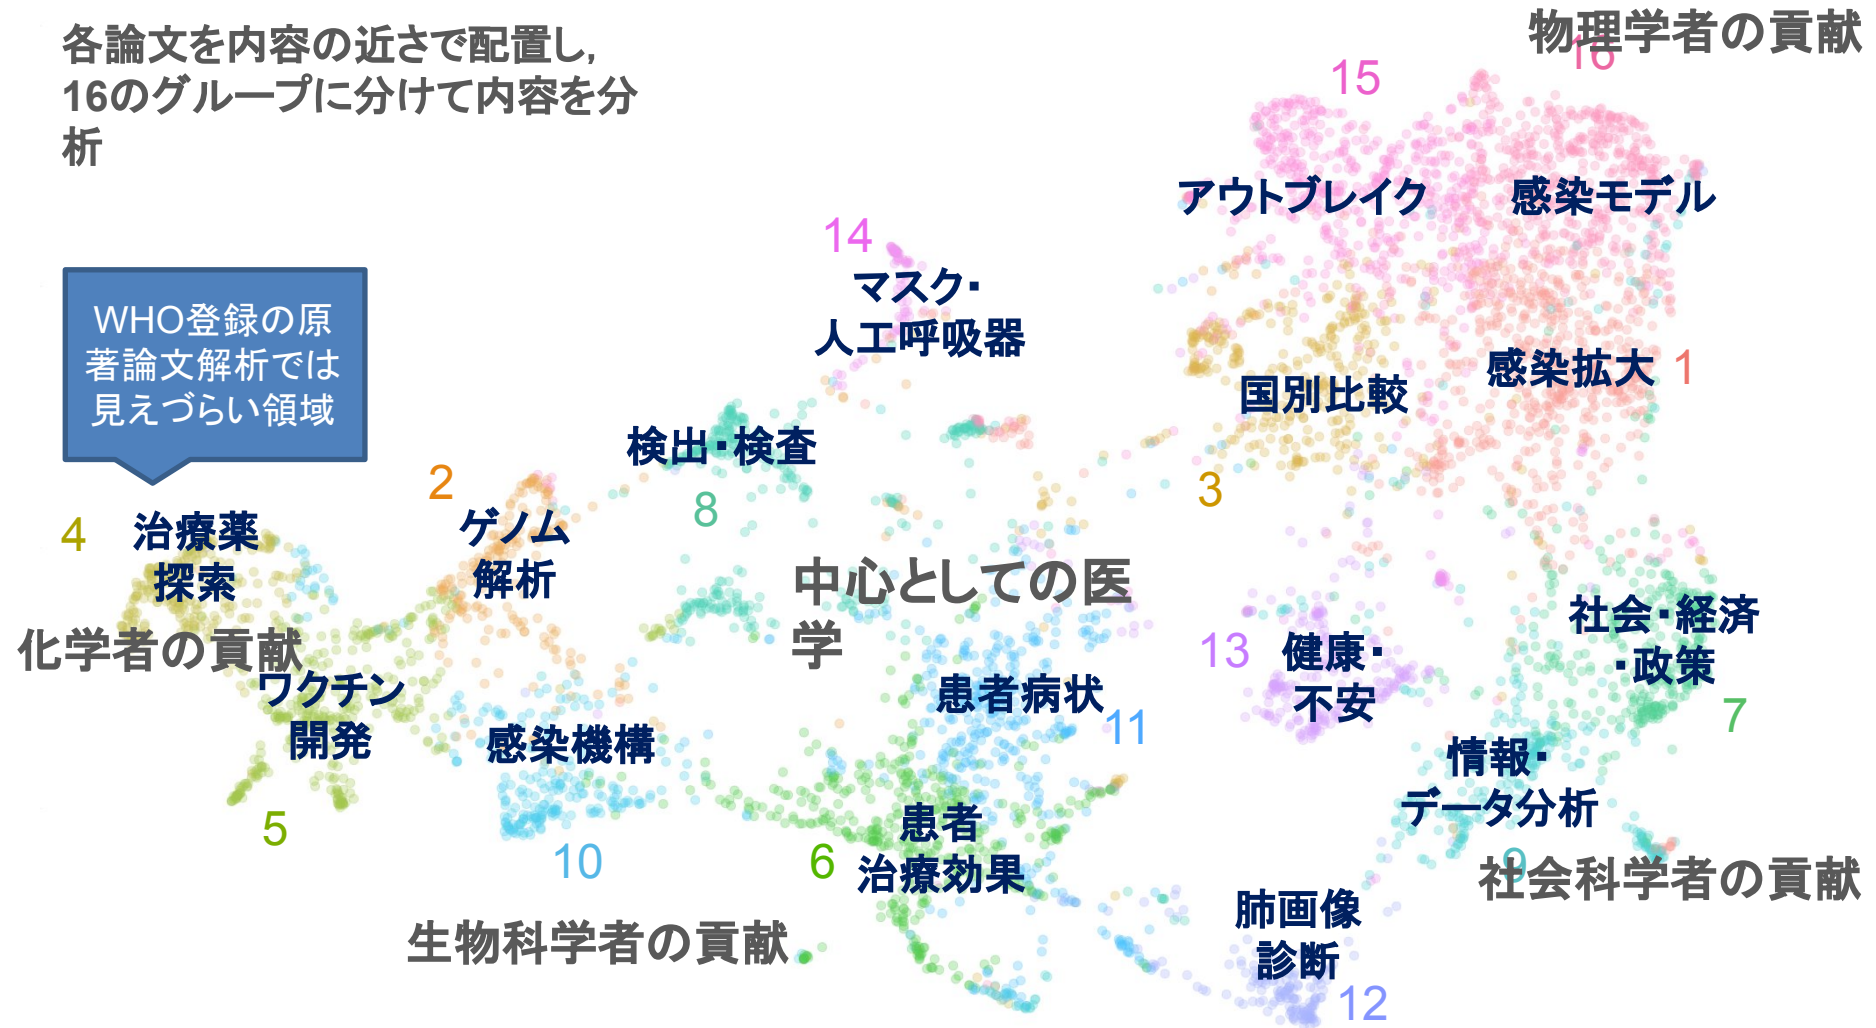 各論文を内容の近さで配置し,
16のグループに分けて内容を分
析
物理学者の貢献
16
15
アウトブレイク
感染モデル
14
マスク・
人工呼吸器
WHO登録の原
著論文解析では
見えづらい領域
感染拡大
1
国別比較
3
検出・検査
8
2
ゲノム
解析
4
治療薬
探索
化学者の貢献
中心としての医
学
社会・経済
・政策
7
13
健康・
不安
ワクチン
開発
5
感染機構
10
患者病状
11
情報・
データ分析
9
社会科学者の貢献
6
患者
治療効果
生物科学者の貢献
肺画像
診断
12